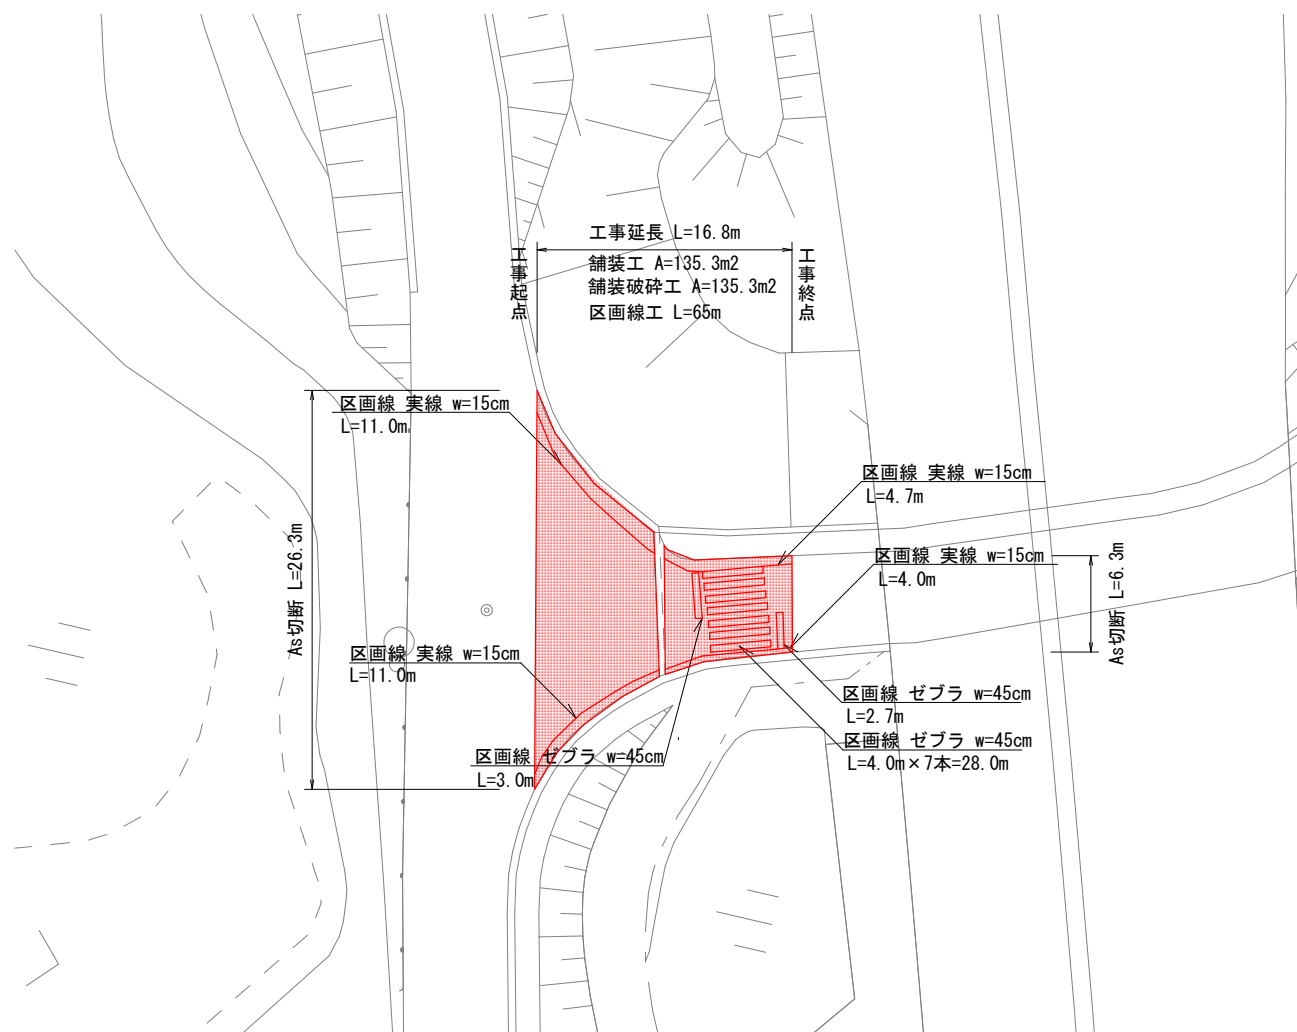 工事延長 L=16.8m
工事起点
舗装工 A=135.3m2
舗装破砕工 A=135.3m2
区画線工 L=65m
工事終点
区画線 実線 w=15cm
L=11.0m
区画線 実線 w=15cm
L=4.7m
As切断 L=26.3m
区画線 実線 w=15cm
L=4.0m
As切断 L=6.3m
区画線 実線 w=15cm
L=11.0m
区画線 ゼブラ w=45cm
L=2.7m
区画線 ゼブラ w=45cm
L=4.0m×7本=28.0m
区画線 ゼブラ w=45cm
L=3.0m